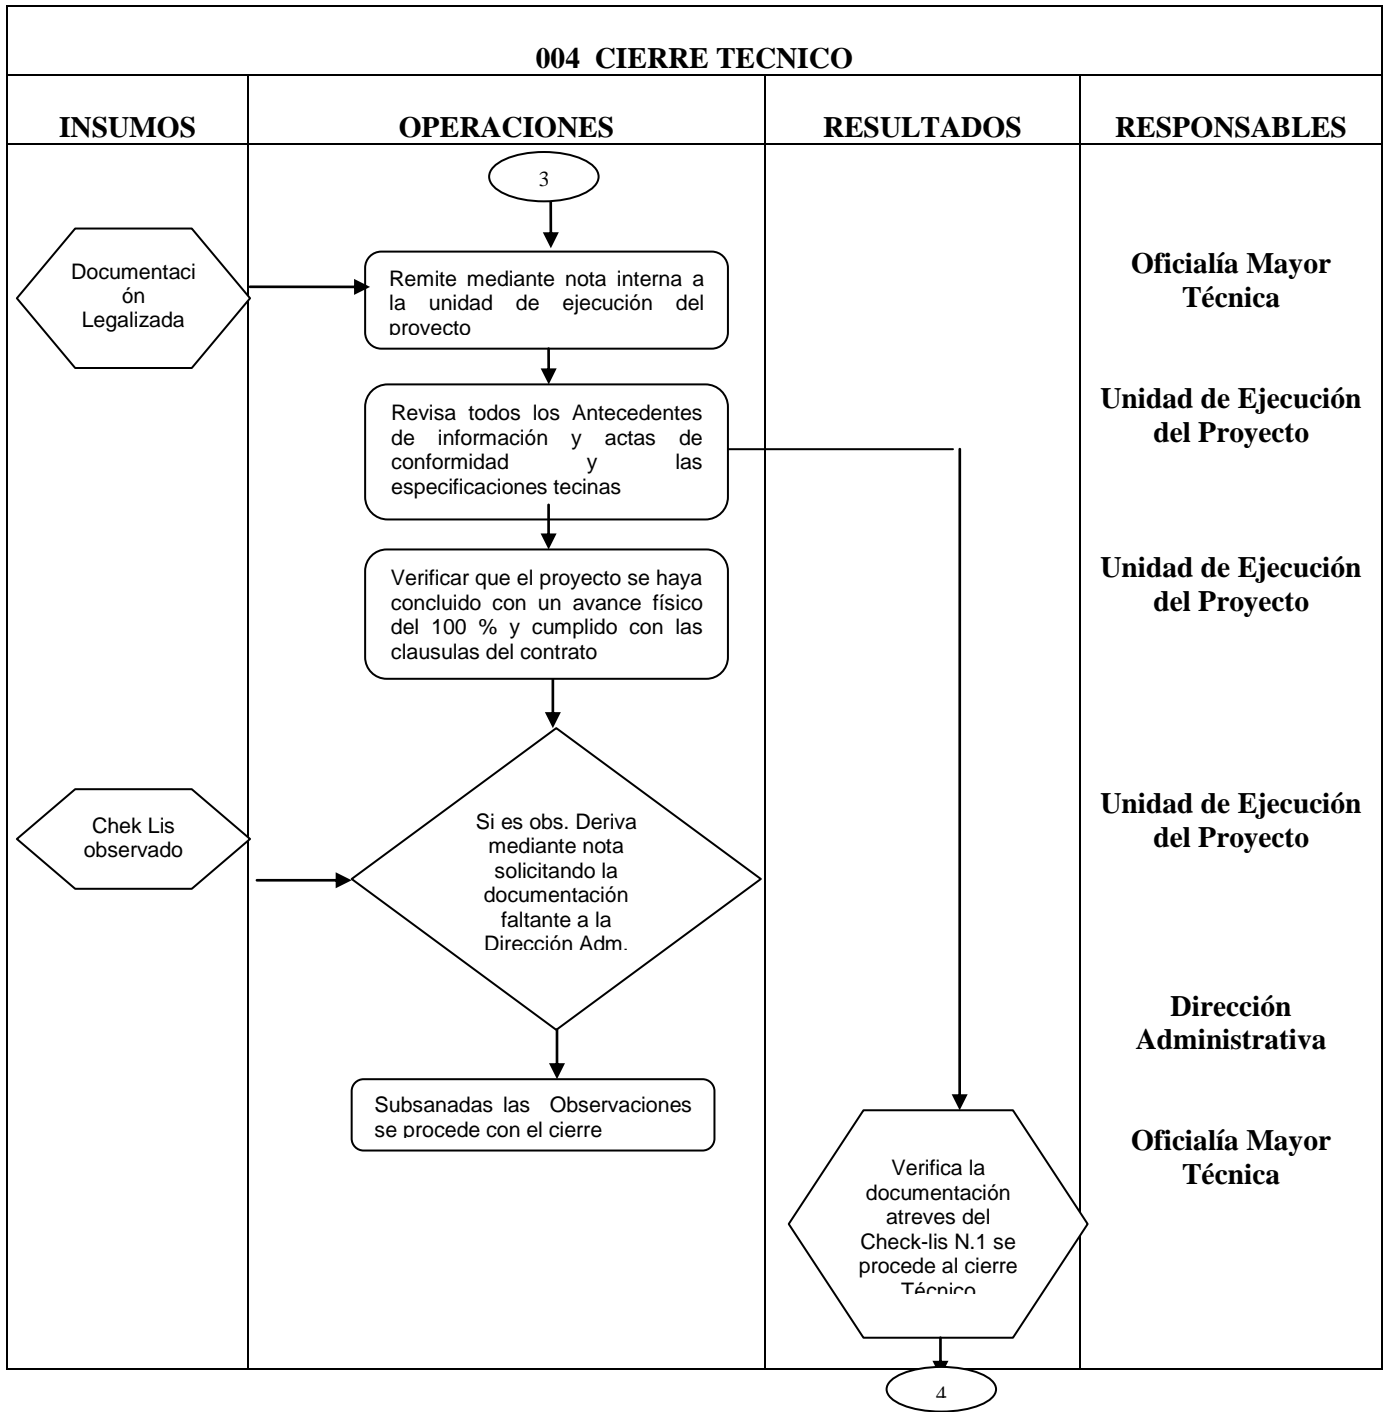 004 CIERRE TECNICO
INSUMOS
OPERACIONES
RESULTADOS
RESPONSABLES
3
Documentaci
ón
Legalizada
Remite mediante nota interna a
la unidad de ejecución del
proyecto
Oficialía Mayor
Técnica
Revisa todos los Antecedentes
de información y actas de
conformidad y las
especificaciones tecinas
Unidad de Ejecución
del Proyecto
Verificar que el proyecto se haya
concluido con un avance físico
del 100 % y cumplido con las
clausulas del contrato
Unidad de Ejecución
del Proyecto
Chek Lis
observado
Si es obs. Deriva
mediante nota
solicitando la
documentación
faltante a la
Dirección Adm.
Unidad de Ejecución
del Proyecto
Dirección
Administrativa
Subsanadas las Observaciones
se procede con el cierre
Oficialía Mayor
Técnica
Verifica la
documentación
atreves del
Check-lis N.1 se
procede al cierre
Técnico
4